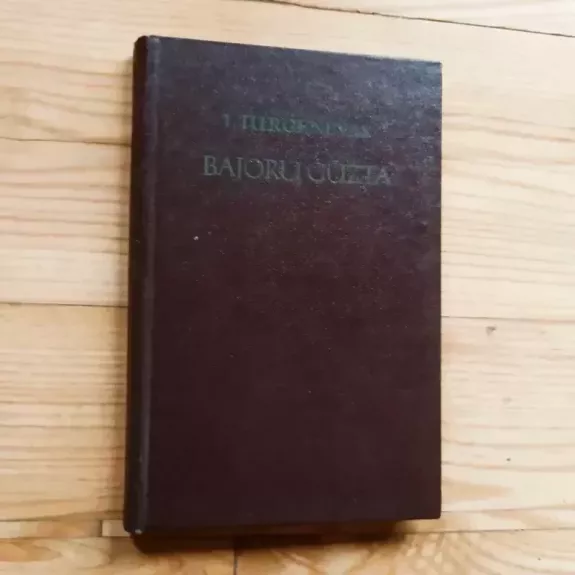 I. TURGENEVAS
BAJORŲ GŪŽTA